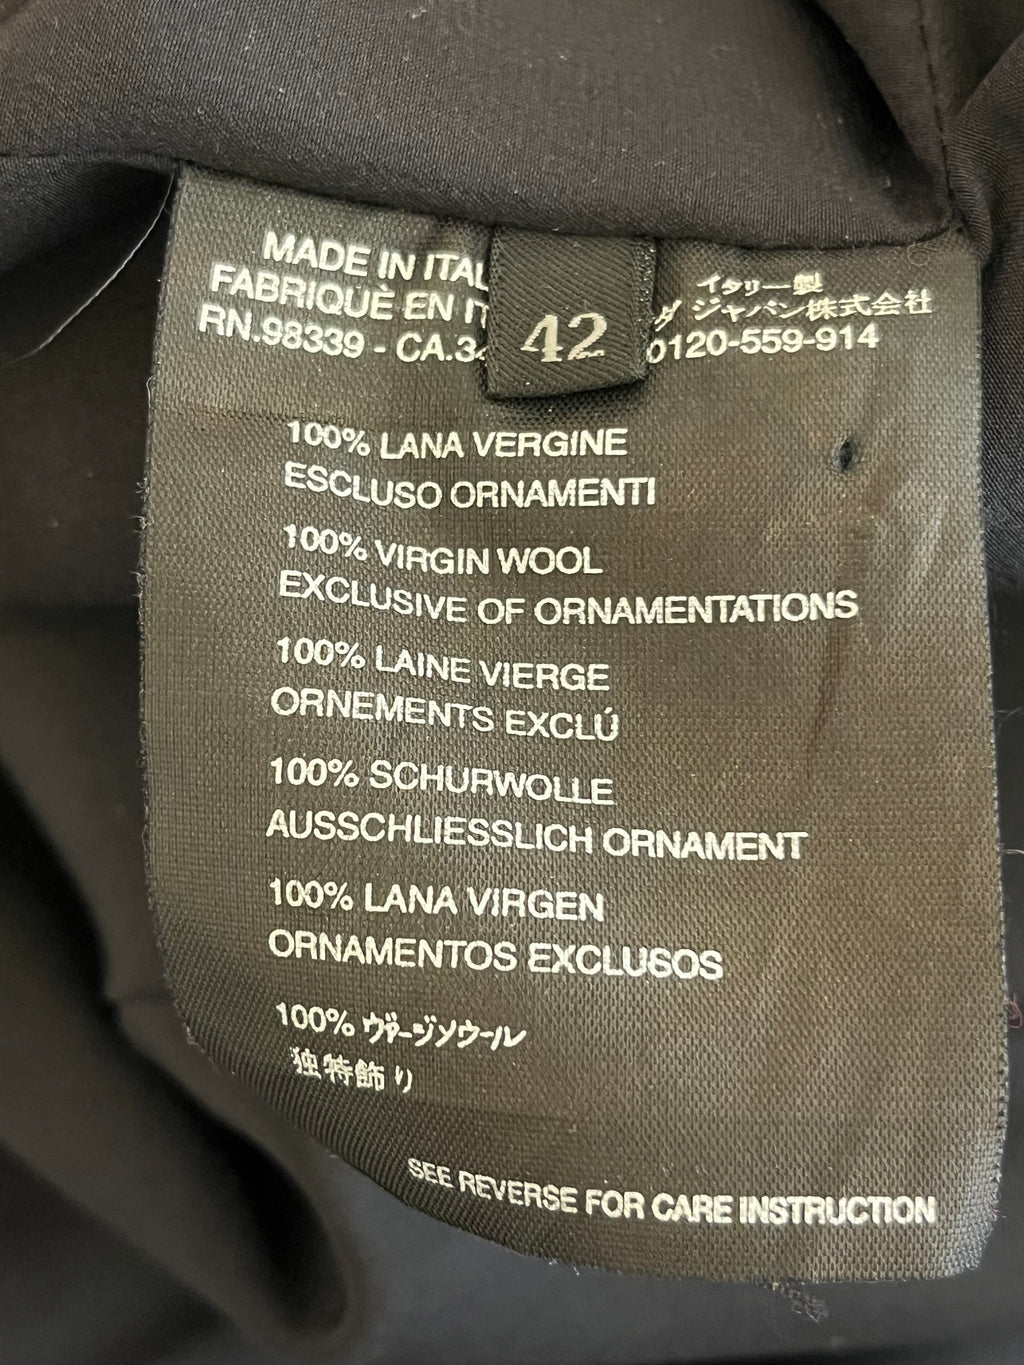 MADE IN ITAL
FABRIQUÈ EN IT
RN.98339 - CA.34
42
イタリー製
ダ ジャパン株式会社
0120-559-914
100% LANA VERGINE
ESCLUSO ORNAMENTI
100% VIRGIN WOOL
EXCLUSIVE OF ORNAMENTATIONS
100% LAINE VIERGE
ORNEMENTS EXCLÚ
100% SCHURWOLLE
AUSSCHLIESSLICH ORNAMENT
100% LANA VIRGEN
ORNAMENTOS EXCLUSOS
100% ヴァージンウール
独特飾り
SEE REVERSE FOR CARE INSTRUCTION